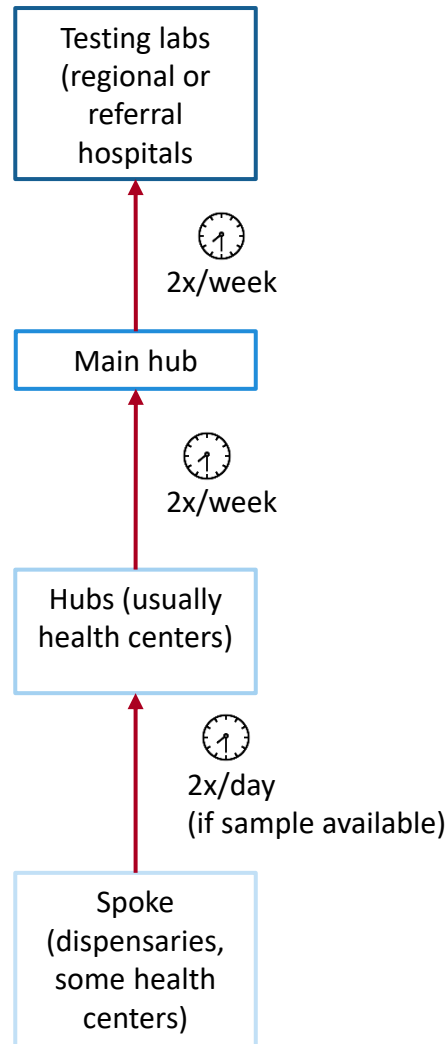 Testing labs
(regional or
referral
hospitals
2x/week
Main hub
2x/week
Hubs (usually
health centers)
2x/day
(if sample available)
Spoke
(dispensaries,
some health
centers)